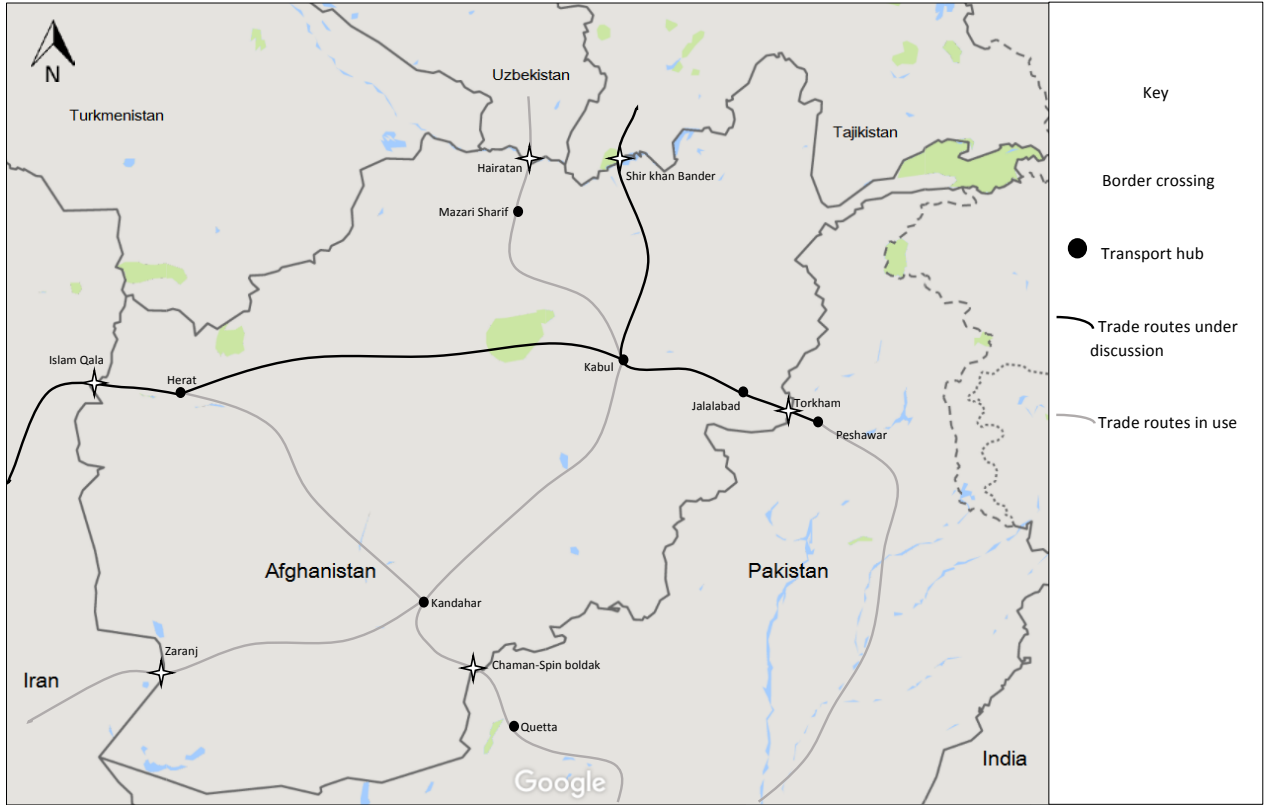 N
Uzbekistan
Turkmenistan
Tajikistan
Hairatan
Shir khan Bander
Mazari Sharif
Islam Qala
Herat
Kabul
Jalalabad
Torkham
Peshawar
Afghanistan
Pakistan
Kandahar
Zaranj
Chaman-Spin boldak
Iran
Quetta
India
Google
Key
Border crossing
Transport hub
Trade routes under
discussion
Trade routes in use